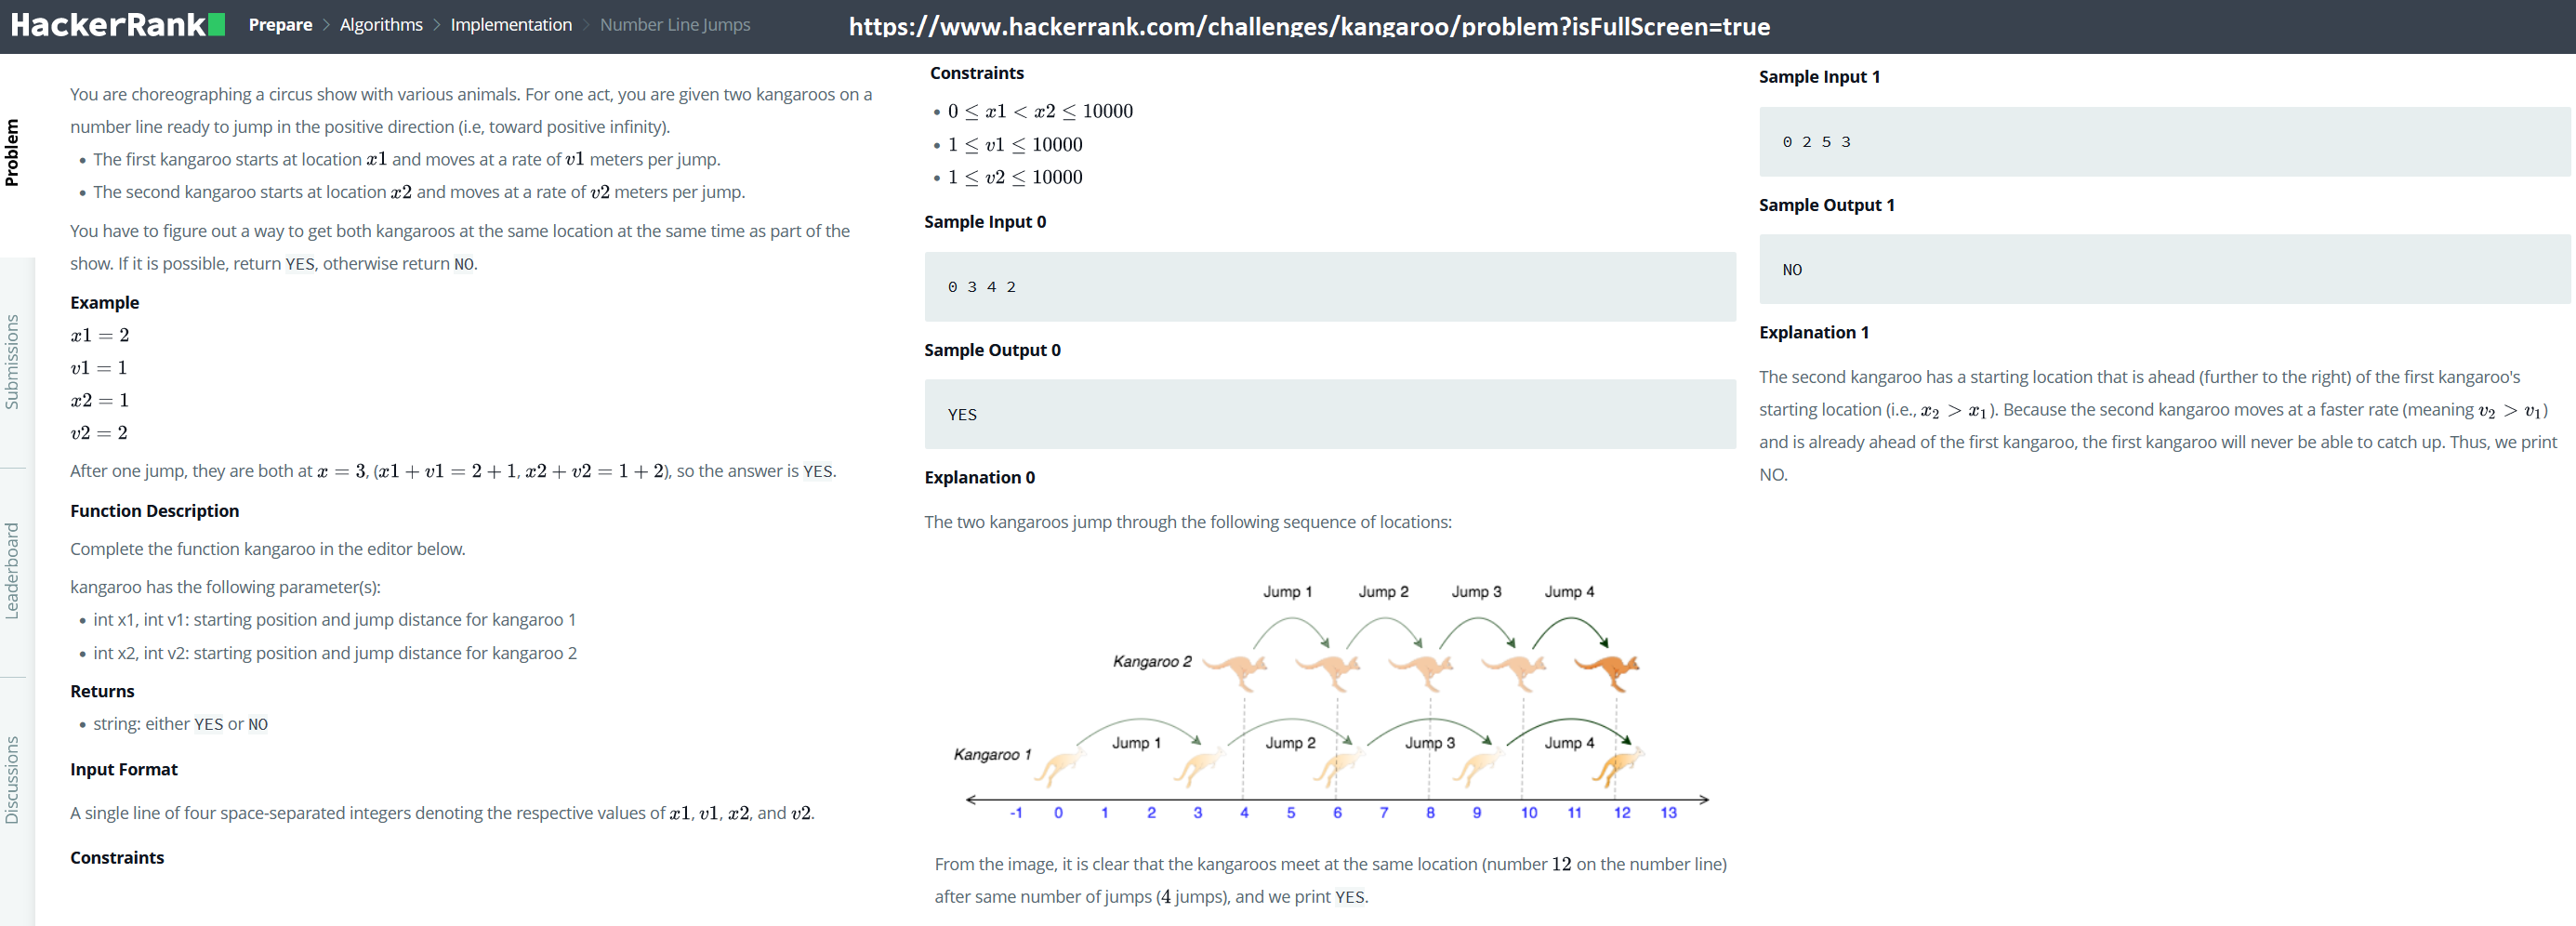 HackerRank
Prepare > Algorithms > Implementation > Number Line Jumps
https://www.hackerrank.com/challenges/kangaroo/problem?isFullScreen=true
Problem
Submissions
Leaderboard
Discussions
You are choreographing a circus show with various animals. For one act, you are given two kangaroos on a
number line ready to jump in the positive direction (i.e, toward positive infinity).
• The first kangaroo starts at location x1 and moves at a rate of v1 meters per jump.
• The second kangaroo starts at location x2 and moves at a rate of v2 meters per jump.
You have to figure out a way to get both kangaroos at the same location at the same time as part of the
show. If it is possible, return YES, otherwise return NO.
Example
x1 = 2
v1 = 1
x2 = 1
v2 = 2
After one jump, they are both at x = 3, (x1 + v1 = 2 + 1, x2 + v2 = 1 + 2), so the answer is YES.
Function Description
Complete the function kangaroo in the editor below.
kangaroo has the following parameter(s):
• int x1, int v1: starting position and jump distance for kangaroo 1
• int x2, int v2: starting position and jump distance for kangaroo 2
Returns
• string: either YES or NO
Input Format
A single line of four space-separated integers denoting the respective values of x1, v1, x2, and v2.
Constraints
Constraints
• 0 ≤ x1 < x2 ≤ 10000
• 1 ≤ v1 ≤ 10000
• 1 ≤ v2 ≤ 10000
Sample Input 0
0 3 4 2
Sample Output 0
YES
Explanation 0
The two kangaroos jump through the following sequence of locations:
Jump 1 Jump 2 Jump 3 Jump 4
Kangaroo 2
Kangaroo 1
Jump 1 Jump 2 Jump 3 Jump 4
-1 0 1 2 3 4 5 6 7 8 9 10 11 12 13
From the image, it is clear that the kangaroos meet at the same location (number 12 on the number line)
after same number of jumps (4 jumps), and we print YES.
Sample Input 1
0 2 5 3
Sample Output 1
NO
Explanation 1
The second kangaroo has a starting location that is ahead (further to the right) of the first kangaroo's
starting location (i.e., x₂ > x₁). Because the second kangaroo moves at a faster rate (meaning v₂ > v₁)
and is already ahead of the first kangaroo, the first kangaroo will never be able to catch up. Thus, we print
NO.